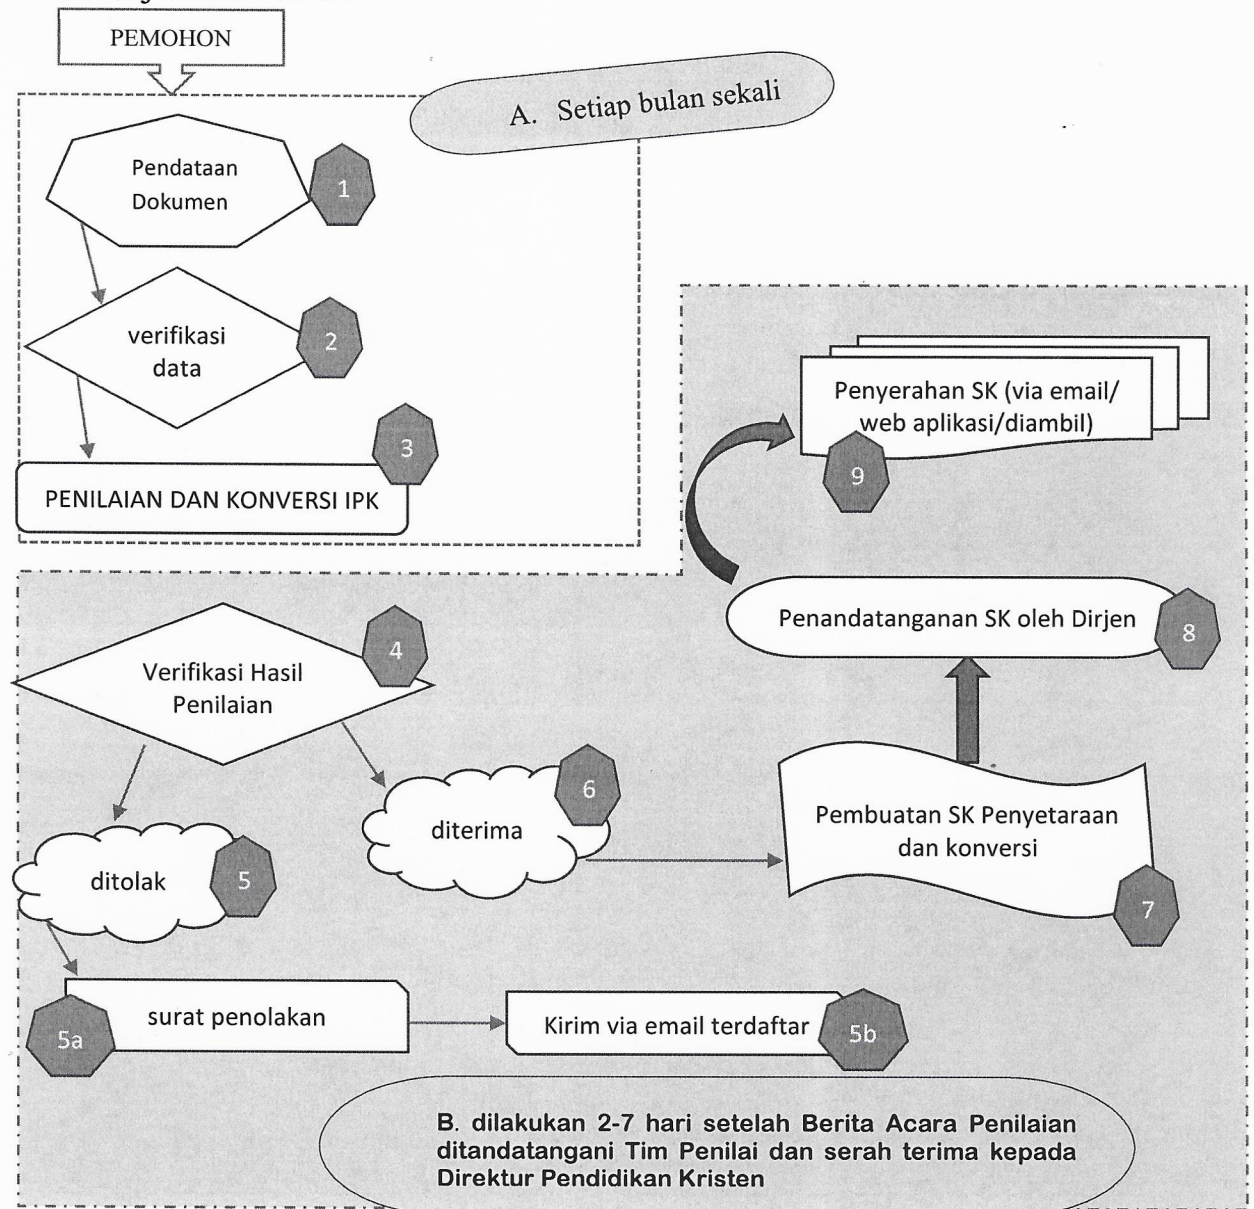 PEMOHON
A. Setiap bulan sekali
Pendataan
Dokumen
1
verifikasi
data
2
3
PENILAIAN DAN KONVERSI IPK
Penyerahan SK (via email/
web aplikasi/diambil)
9
Penandatanganan SK oleh Dirjen
8
4
Verifikasi Hasil
Penilaian
6
diterima
Pembuatan SK Penyetaraan
dan konversi
7
ditolak
5
surat penolakan
5a
Kirim via email terdaftar
5b
B. dilakukan 2-7 hari setelah Berita Acara Penilaian
ditandatangani Tim Penilai dan serah terima kepada
Direktur Pendidikan Kristen